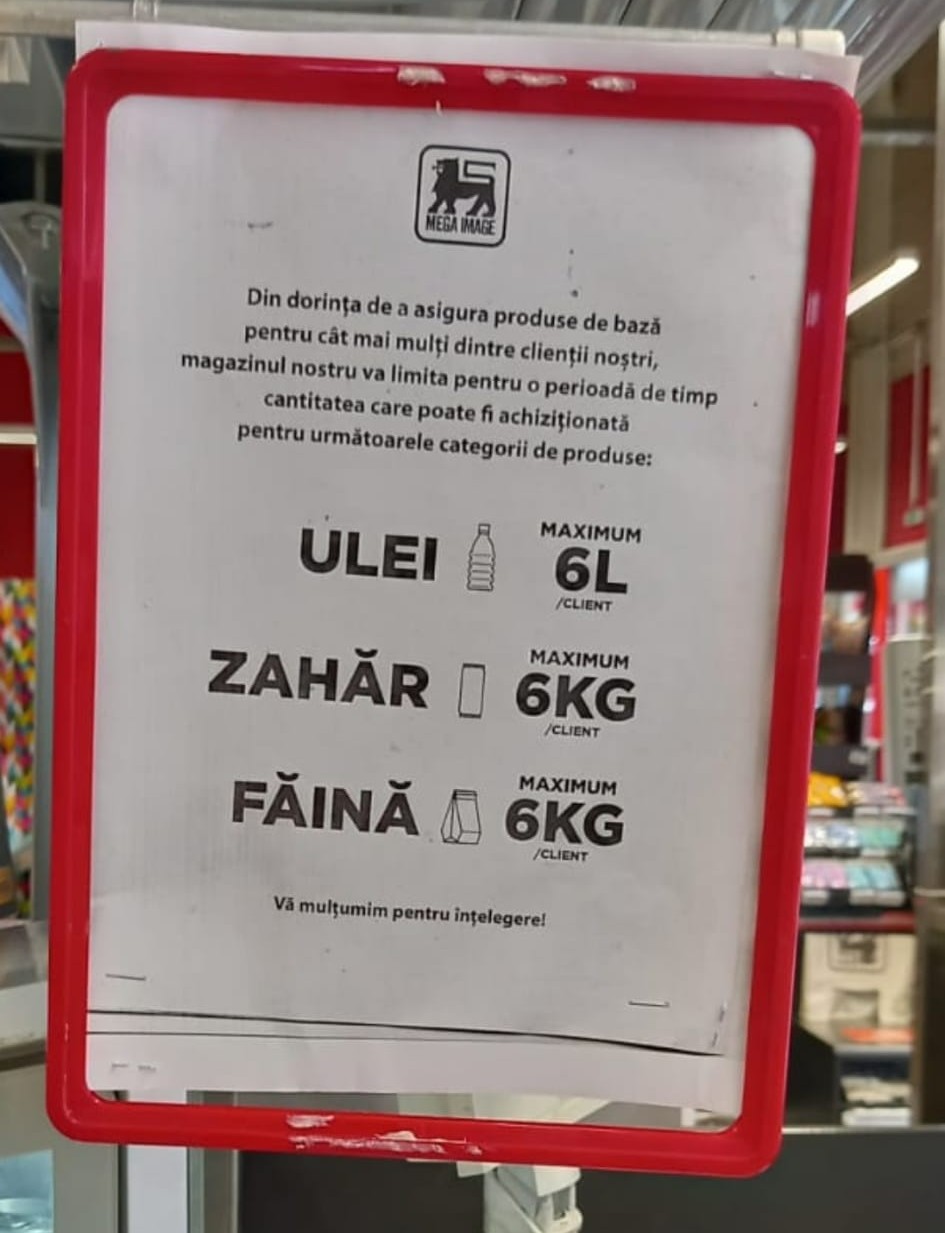 MEGA IMAGE
Din dorința de a asigura produse de bază
pentru cât mai mulți dintre clienții noștri,
magazinul nostru va limita pentru o perioadă de timp
cantitatea care poate fi achiziționată
pentru următoarele categorii de produse:
ULEI
MAXIMUM
6L
/CLIENT
ZAHĂR
MAXIMUM
6KG
/CLIENT
FĂINĂ
MAXIMUM
6KG
/CLIENT
Vă mulțumim pentru înțelegere!